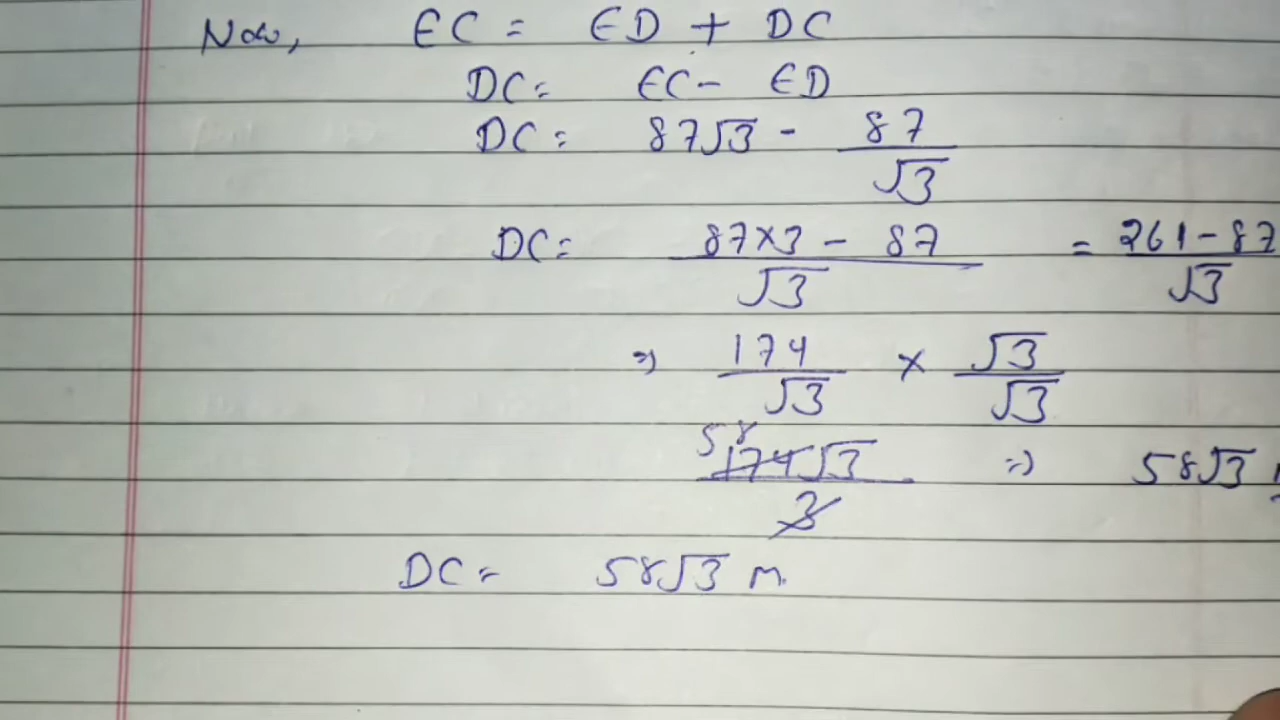 Now, EC = ED + DC
DC = EC - ED
DC = 87√3 - 87/√3
DC = (87×3 - 87)/√3 = (261-87)/√3
⇒ 174/√3 × √3/√3
58
174√3/3 ⇒ 58√3
DC = 58√3 m.